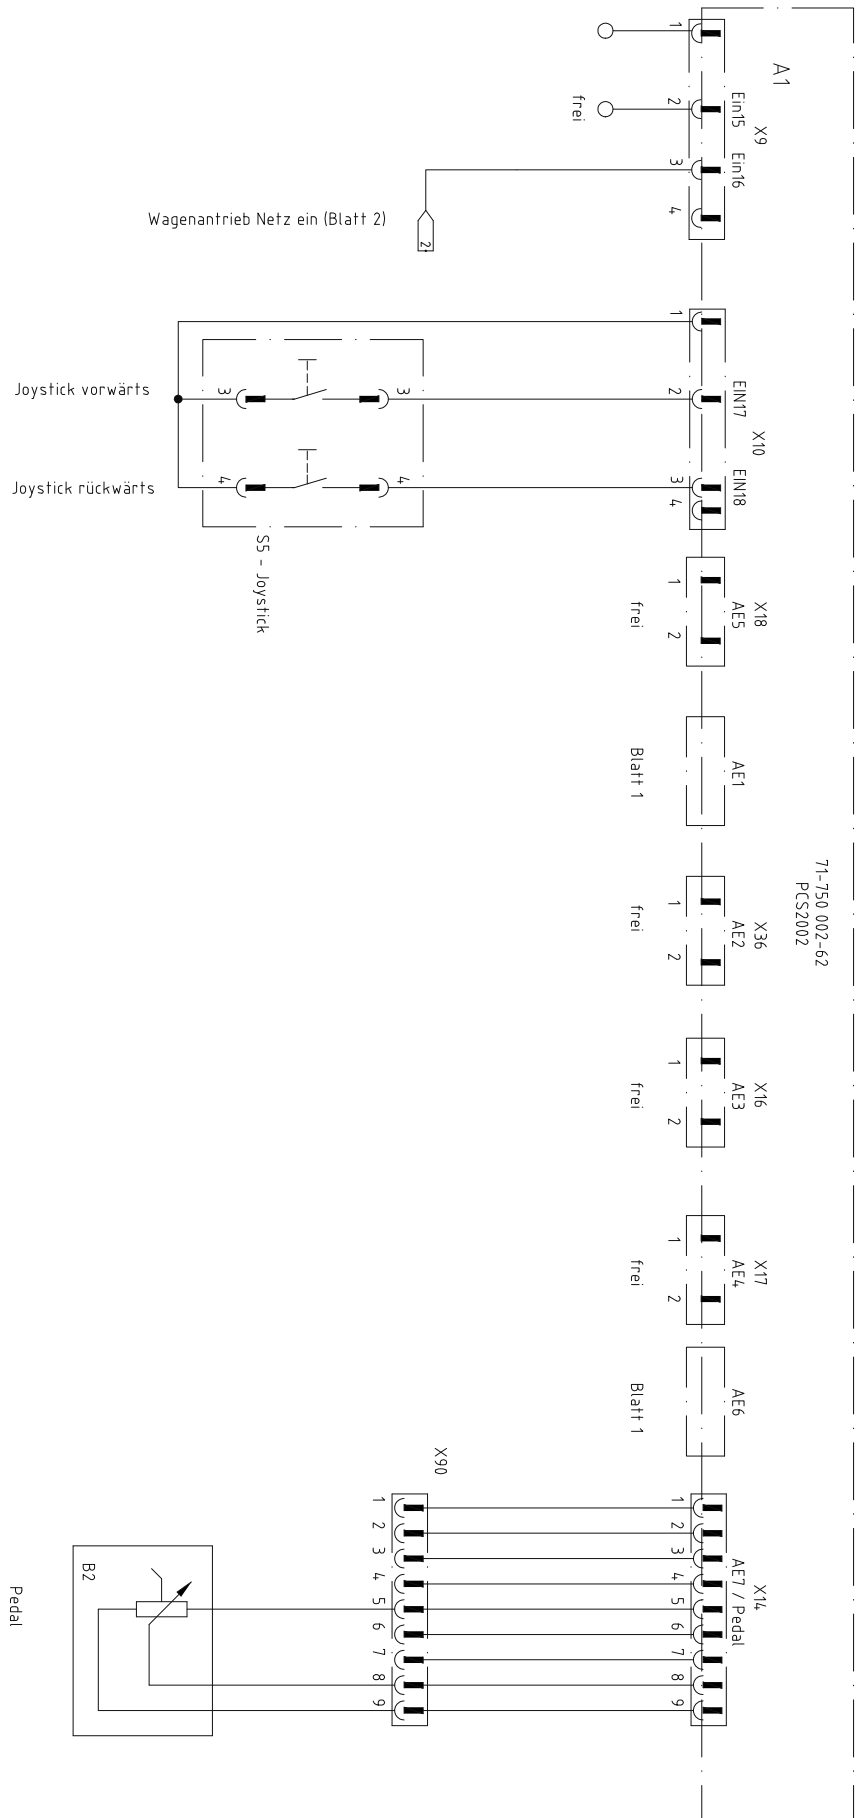 A1
71-750 002-62
PCS2002
X9
Ein15
Ein16
1
2
3
4
frei
Wagenantrieb Netz ein (Blatt 2)
2
X10
EIN17
EIN18
1
2
3
4
Joystick vorwärts
3
3
Joystick rückwärts
4
4
S5 - Joystick
X18
AE5
1
2
frei
AE1
Blatt 1
X36
AE2
1
2
frei
X16
AE3
1
2
frei
X17
AE4
1
2
frei
AE6
Blatt 1
X14
AE7 / Pedal
1
2
3
4
5
6
7
8
9
X90
1
2
3
4
5
6
7
8
9
B2
Pedal